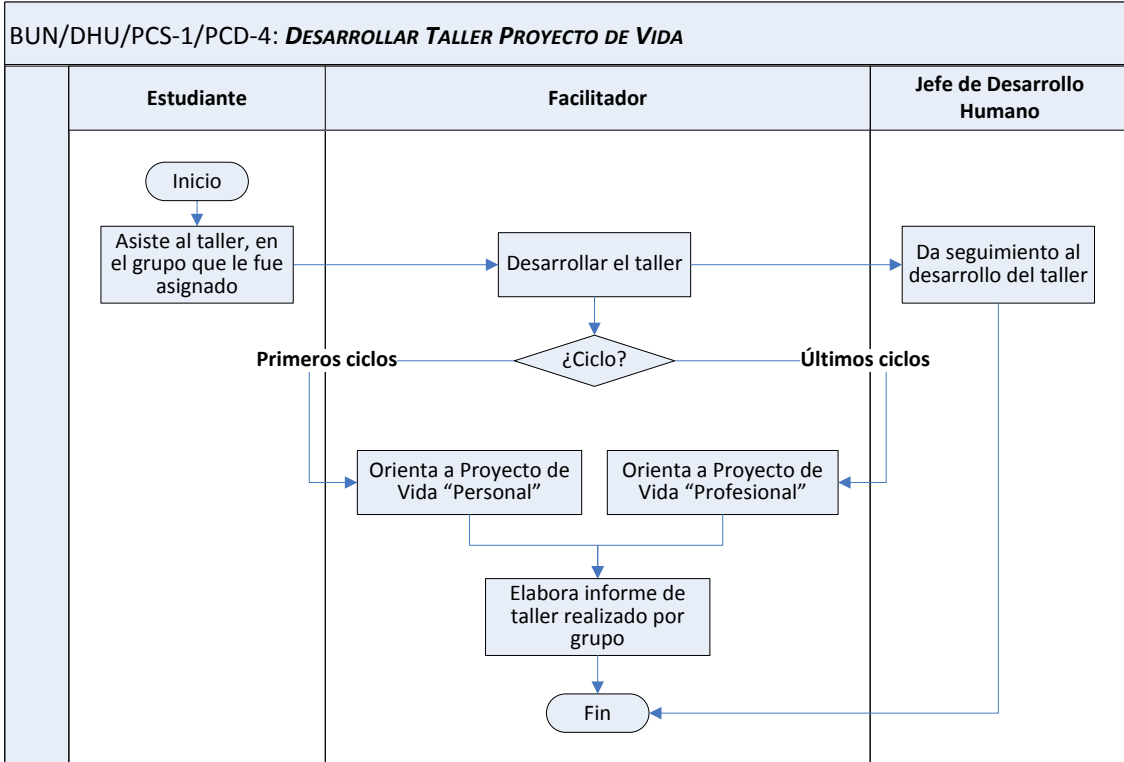 BUN/DHU/PCS-1/PCD-4: DESARROLLAR TALLER PROYECTO DE VIDA
Estudiante
Facilitador
Jefe de Desarrollo
Humano
Inicio
Asiste al taller, en
el grupo que le fue
asignado
Desarrollar el taller
Da seguimiento al
desarrollo del taller
Primeros ciclos
¿Ciclo?
Últimos ciclos
Orienta a Proyecto de
Vida “Personal”
Orienta a Proyecto de
Vida “Profesional”
Elabora informe de
taller realizado por
grupo
Fin